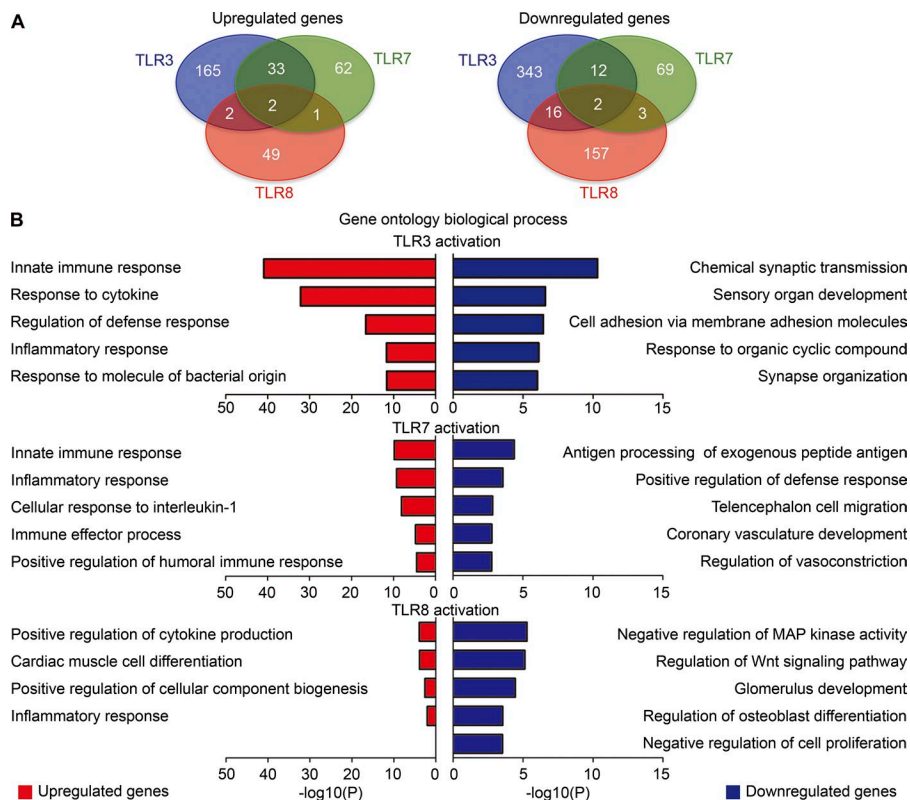 A
Upregulated genes
Downregulated genes
TLR3
TLR7
TLR3
TLR7
165
33
62
343
12
69
2
2
1
16
2
3
49
157
TLR8
TLR8
B
Gene ontology biological process
TLR3 activation
Innate immune response
Chemical synaptic transmission
Response to cytokine
Sensory organ development
Regulation of defense response
Cell adhesion via membrane adhesion molecules
Inflammatory response
Response to organic cyclic compound
Response to molecule of bacterial origin
Synapse organization
50 40 30 20 10 0 0 5 10 15
TLR7 activation
Innate immune response
Antigen processing of exogenous peptide antigen
Inflammatory response
Positive regulation of defense response
Cellular response to interleukin-1
Telencephalon cell migration
Immune effector process
Coronary vasculature development
Positive regulation of humoral immune response
Regulation of vasoconstriction
50 40 30 20 10 0 0 5 10 15
TLR8 activation
Positive regulation of cytokine production
Negative regulation of MAP kinase activity
Cardiac muscle cell differentiation
Regulation of Wnt signaling pathway
Positive regulation of cellular component biogenesis
Glomerulus development
Inflammatory response
Regulation of osteoblast differentiation
Negative regulation of cell proliferation
50 40 30 20 10 0 0 5 10 15
Upregulated genes
-log10(P)
-log10(P)
Downregulated genes